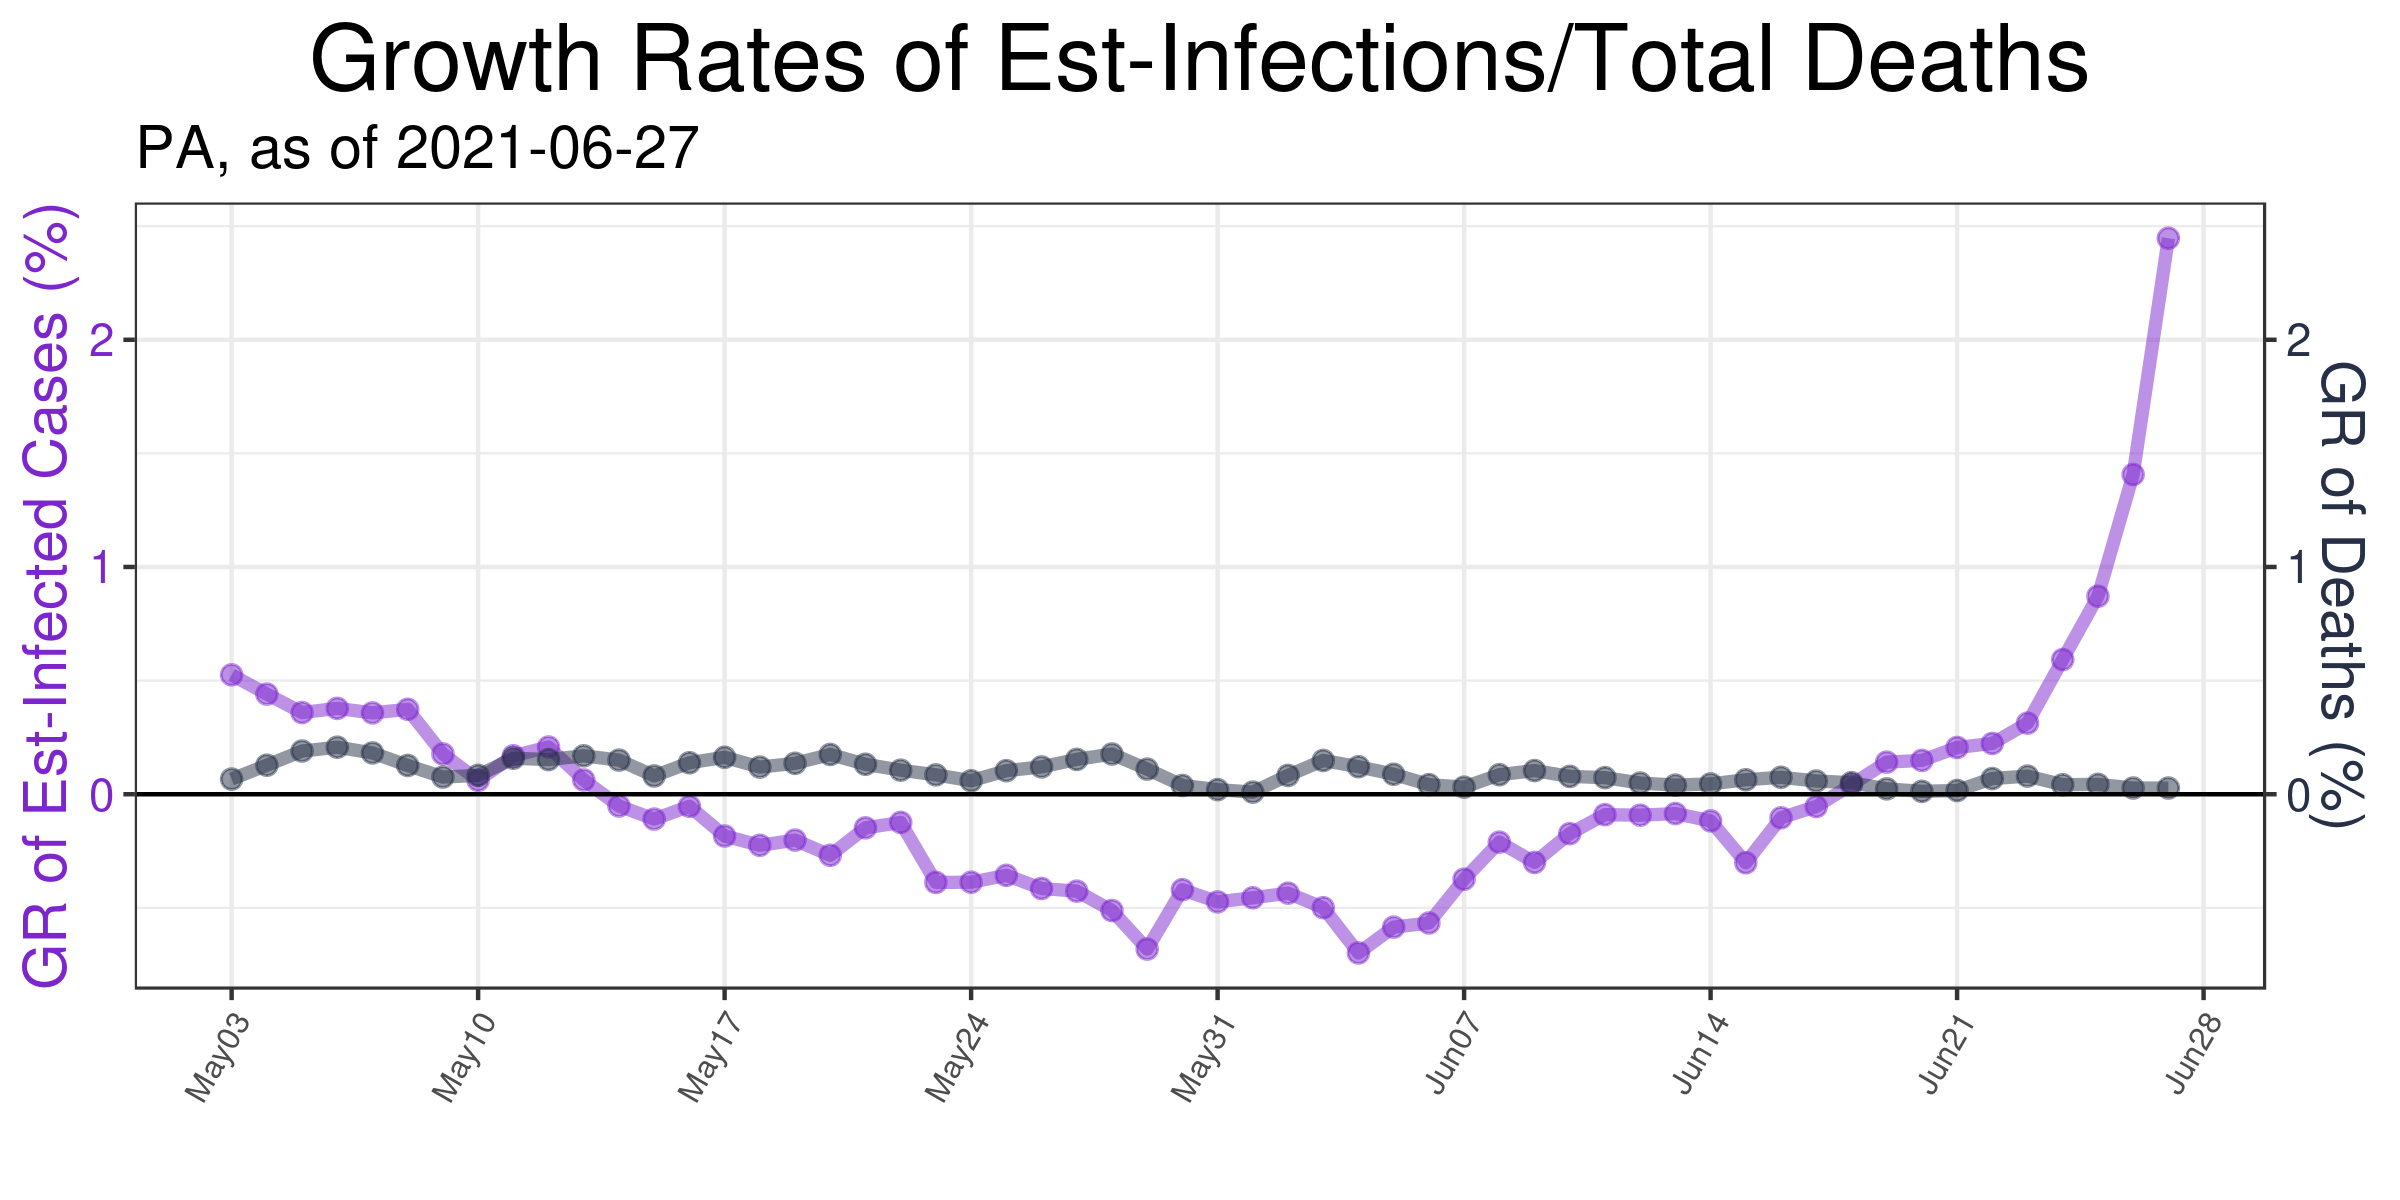 Growth Rates of Est-Infections/Total Deaths
PA, as of 2021-06-27
GR of Est-Infected Cases (%)
2
1
0
2
1
0
GR of Deaths (%)
May03
May10
May17
May24
May31
Jun07
Jun14
Jun21
Jun28